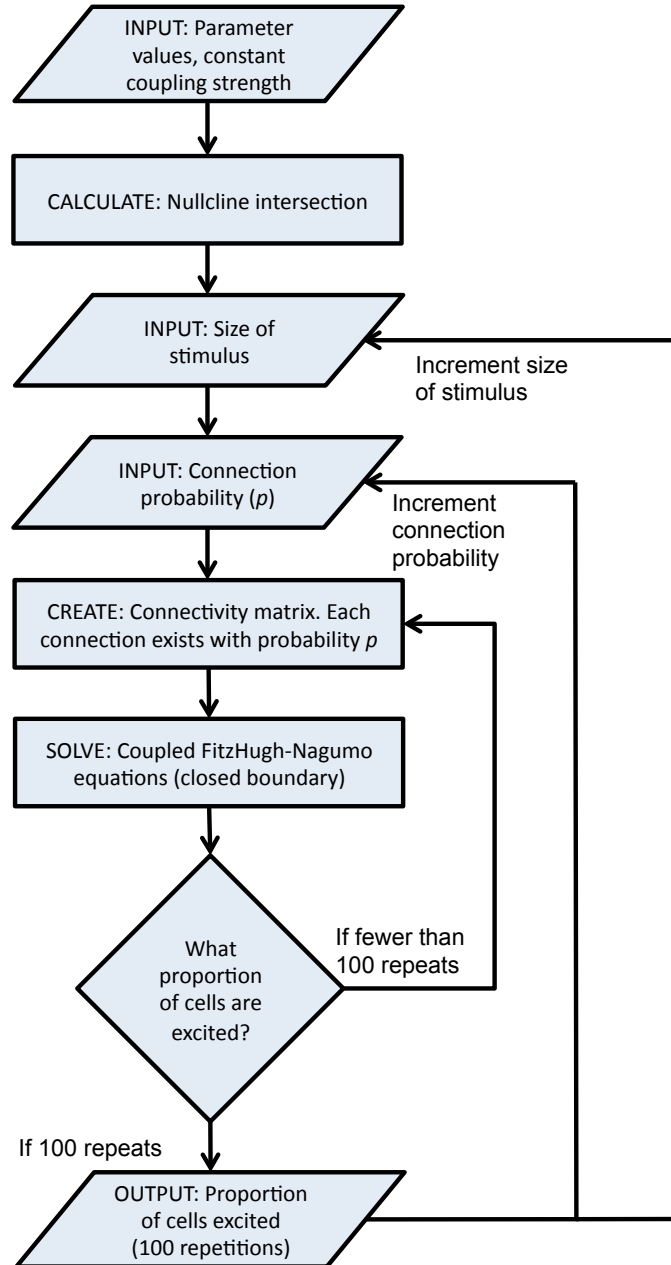 INPUT: Parameter
values, constant
coupling strength
CALCULATE: Nullcline intersection
INPUT: Size of
stimulus
Increment size
of stimulus
INPUT: Connection
probability (p)
Increment
connection
probability
CREATE: Connectivity matrix. Each
connection exists with probability p
SOLVE: Coupled FitzHugh-Nagumo
equations (closed boundary)
What
proportion
of cells are
excited?
If fewer than
100 repeats
If 100 repeats
OUTPUT: Proportion
of cells excited
(100 repetitions)